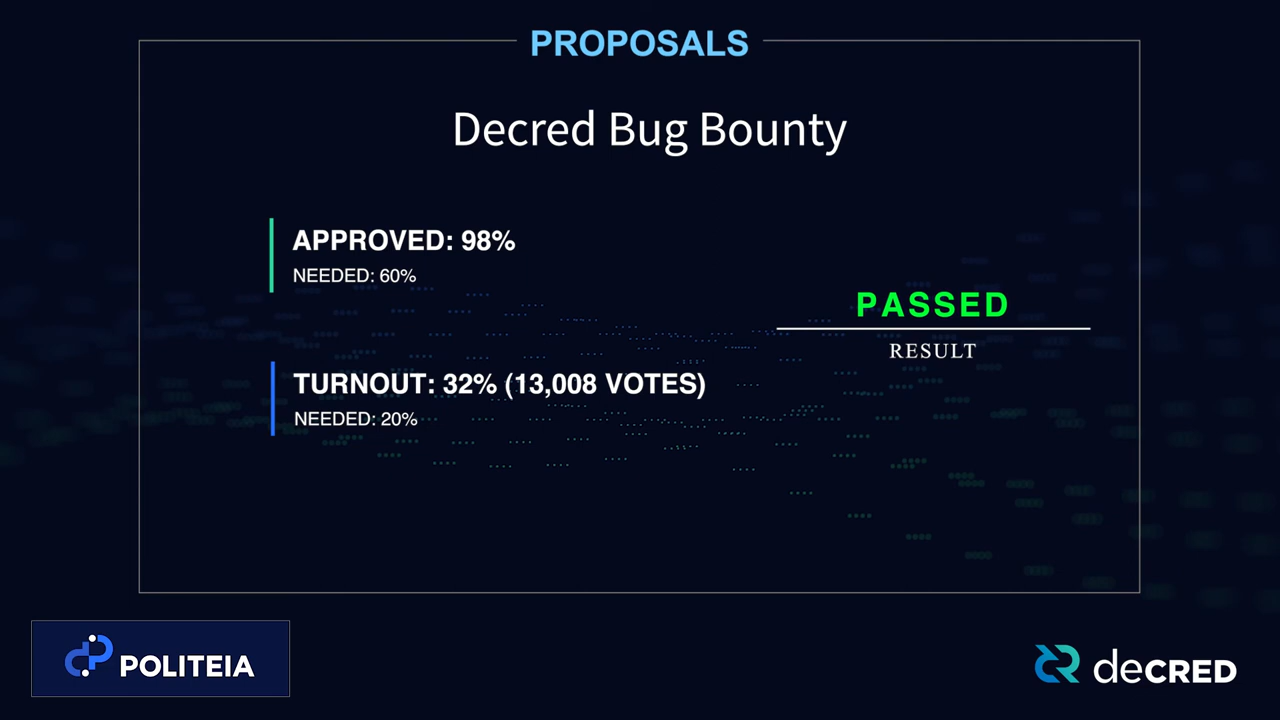 PROPOSALS
Decred Bug Bounty
APPROVED: 98%
NEEDED: 60%
PASSED
RESULT
TURNOUT: 32% (13,008 VOTES)
NEEDED: 20%
POLITEIA
deCRED